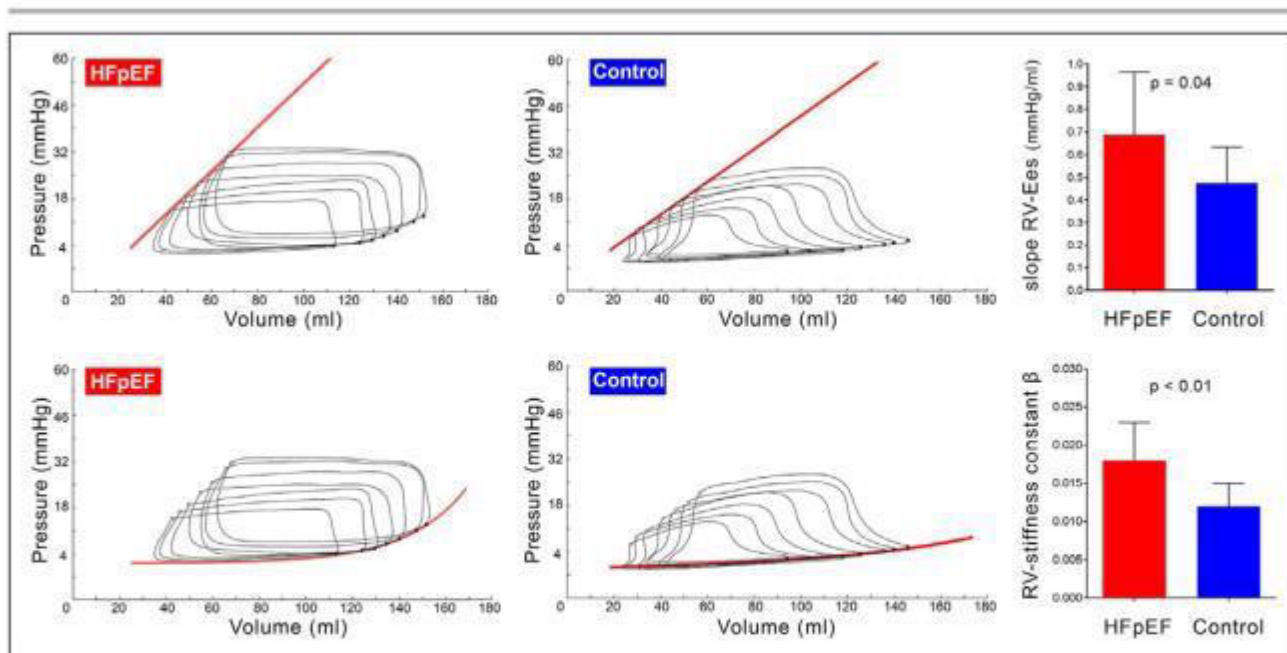 HFpEF
Pressure (mmHg)
60
46
32
18
4
0 20 40 60 80 100 120 140 160 180
Volume (ml)
Control
Pressure (mmHg)
60
46
32
18
4
0 20 40 60 80 100 120 140 160 180
Volume (ml)
slope RV-Ees (mmHg/ml)
1.0
0.9
0.8
0.7
0.6
0.5
0.4
0.3
0.2
0.1
0.0
p = 0.04
HFpEF Control
HFpEF
Pressure (mmHg)
60
46
32
18
4
0 20 40 60 80 100 120 140 160 180
Volume (ml)
Control
Pressure (mmHg)
60
46
32
18
4
0 20 40 60 80 100 120 140 160 180
Volume (ml)
RV-stiffness constant β
0.030
0.025
0.020
0.015
0.010
0.005
0.000
p < 0.01
HFpEF Control